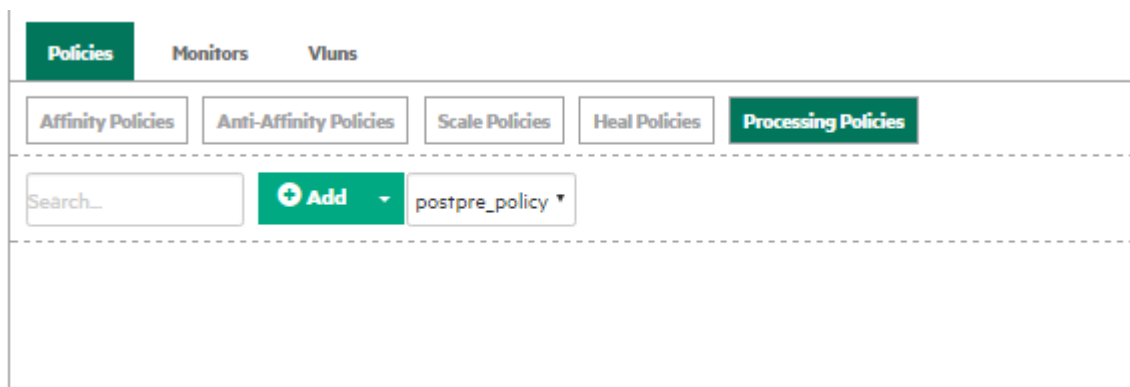 Policies Monitors Vluns
Affinity Policies Anti-Affinity Policies Scale Policies Heal Policies Processing Policies
Search... Add postpre_policy